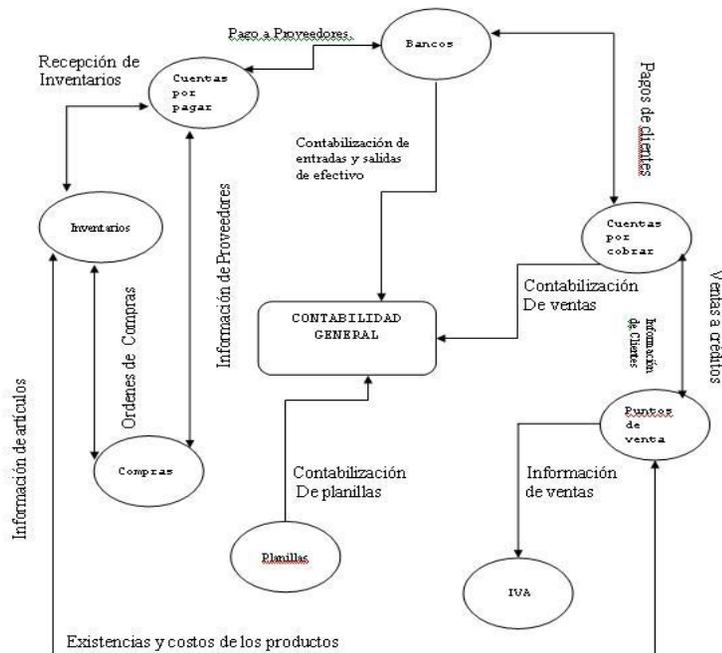 Pago a Proveedores.
Bancos
Recepción de
Inventarios
Cuentas
por
pagar
Pagos de clientes
Contabilización de
entradas y salidas
de efectivo
Inventarios
Información de Proveedores
Cuentas
por
cobrar
Contabilización
De ventas
Ventas a créditos
CONTABILIDAD
GENERAL
Información
de Clientes
Ordenes de Compras
Información de artículos
Puntos
de
venta
Compras
Contabilización
De planillas
Información
de ventas
Planillas
IVA
Existencias y costos de los productos